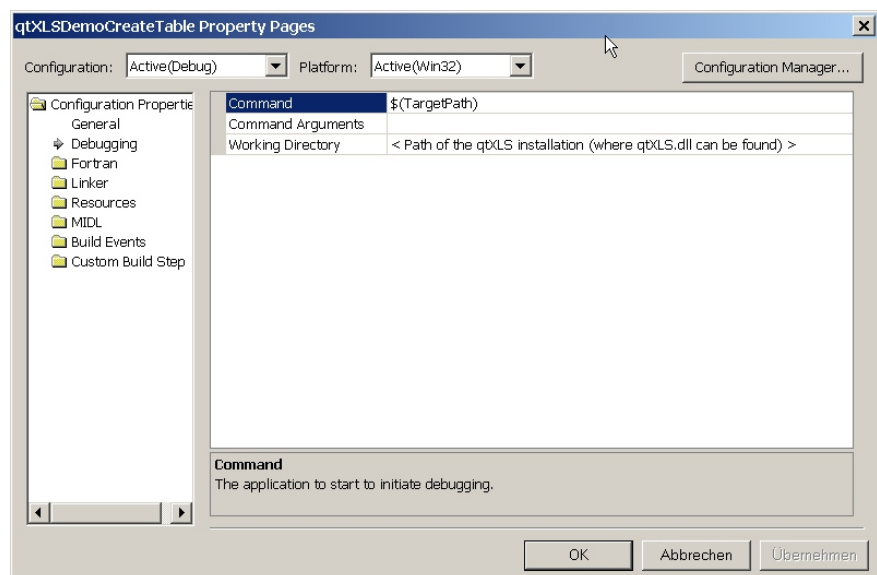 qtXLSDemoCreateTable Property Pages
Configuration: Active(Debug) Platform: Active(Win32) Configuration Manager...
Configuration Propertie
General
Debugging
Fortran
Linker
Resources
MIDL
Build Events
Custom Build Step
Command $(TargetPath)
Command Arguments
Working Directory < Path of the qtXLS installation (where qtXLS.dll can be found) >
Command
The application to start to initiate debugging.
OK Abbrechen Übernehmen